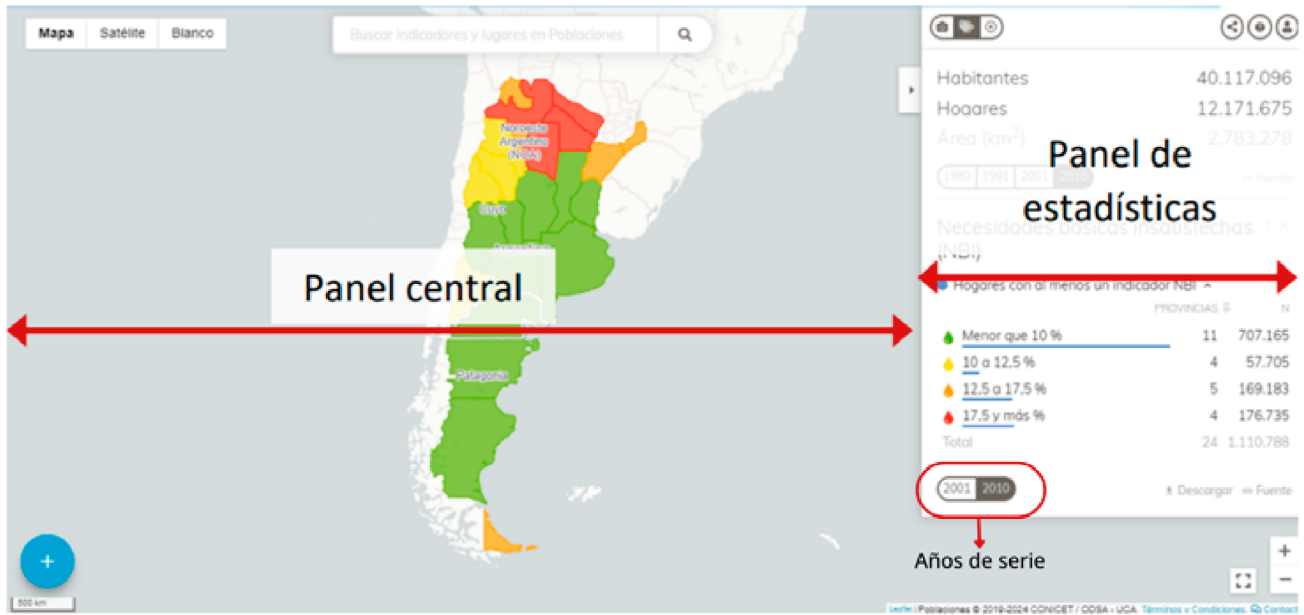 Mapa Satélite Blanco
Buscar indicadores y lugares en Poblaciones
Habitantes 40.117.096
Hogares 12.171.675
Área (km²) 2.783.278
1980 1991 2001 2010
Fuente
Panel de
estadísticas
Necesidades básicas insatisfechas
(NBI)
Hogares con al menos un indicador NBI
PROVINCIAS N
Menor que 10 % 11 707.165
10 a 12,5 % 4 57.705
12,5 a 17,5 % 5 169.183
17,5 y más % 4 176.735
Total 24 1.110.788
2001 2010
Descargar Fuente
Años de serie
Noroeste
Argentino
(NOA)
Cuyo
Argentina
Panel central
Patagonia
+
500 km
+
−
Leaflet | Poblaciones © 2019-2024 CONICET / ODSA - UCA. Términos y Condiciones. Contacto